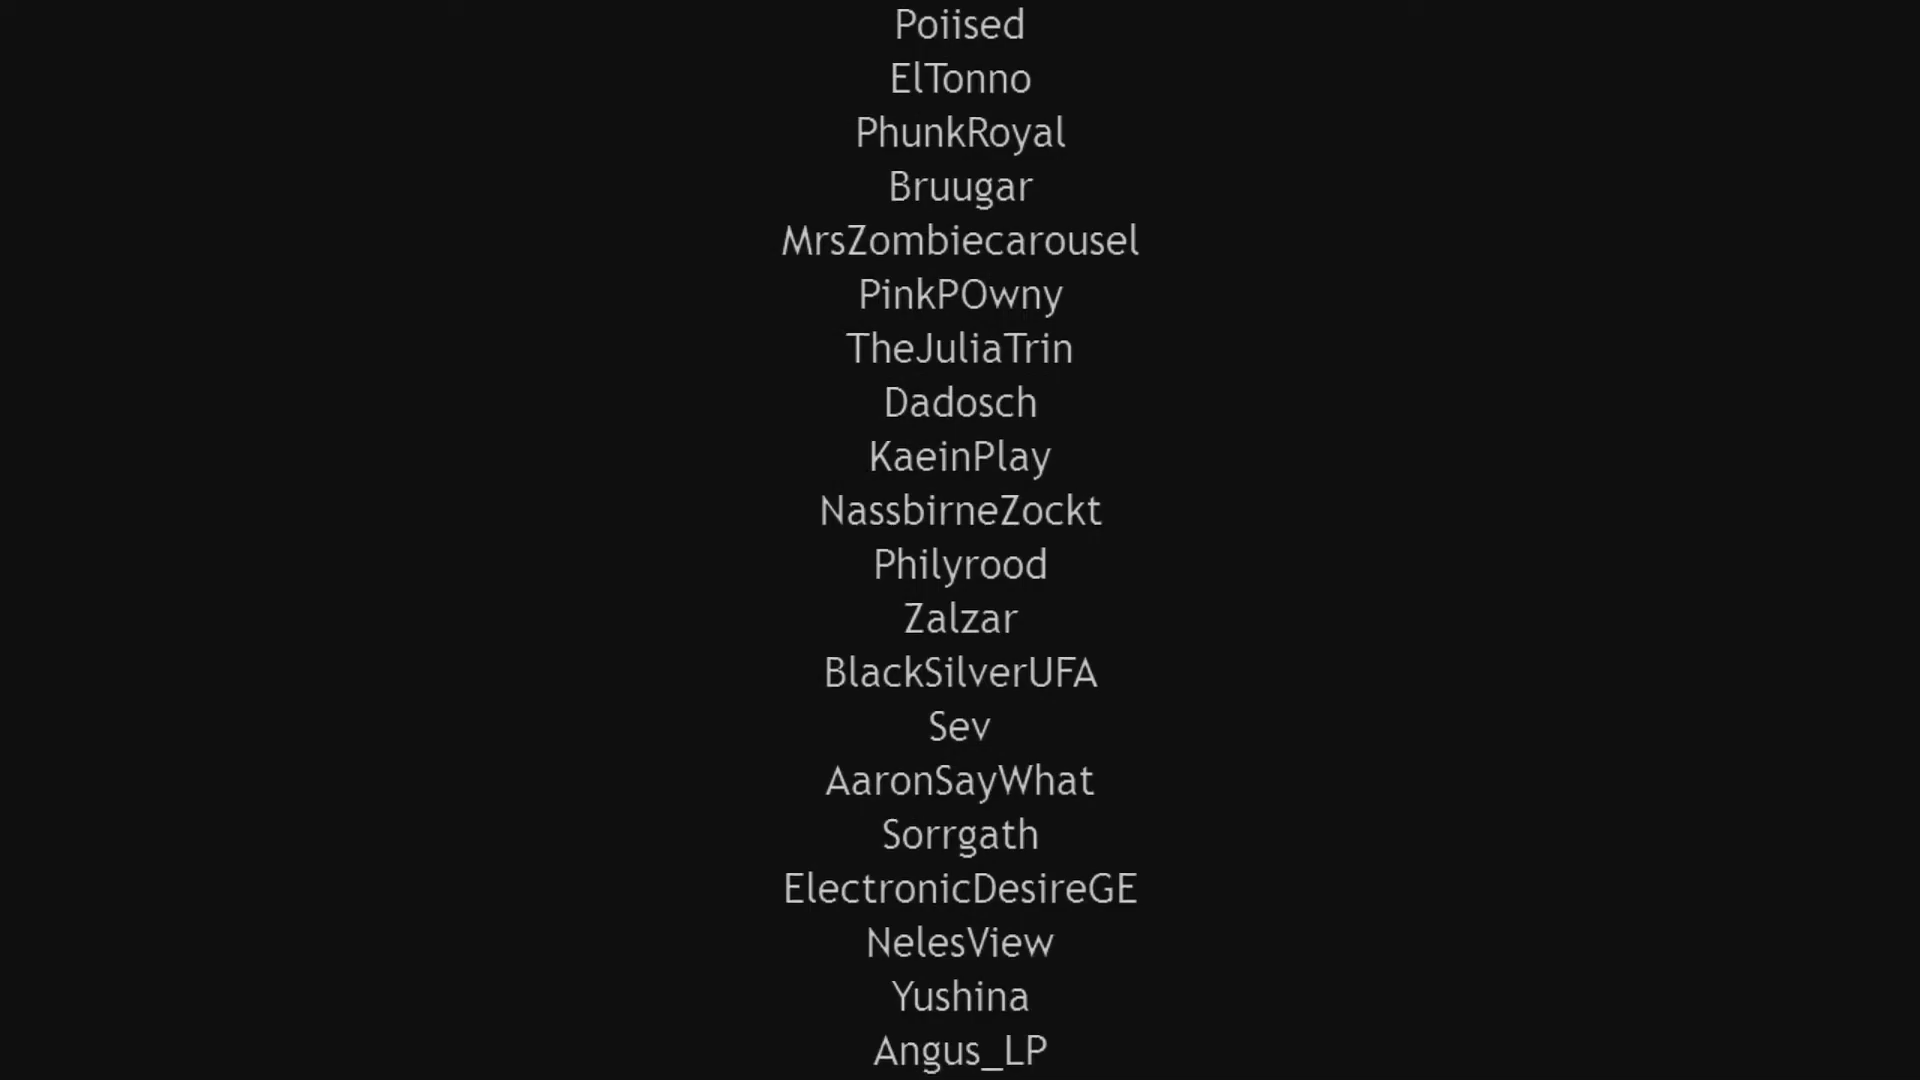 Poiised
ElTonno
PhunkRoyal
Bruugar
MrsZombiecarousel
PinkPOwny
TheJuliaTrin
Dadosch
KaeinPlay
NassbirneZockt
Philyrood
Zalzar
BlackSilverUFA
Sev
AaronSayWhat
Sorrgath
ElectronicDesireGE
NelesView
Yushina
Angus_LP